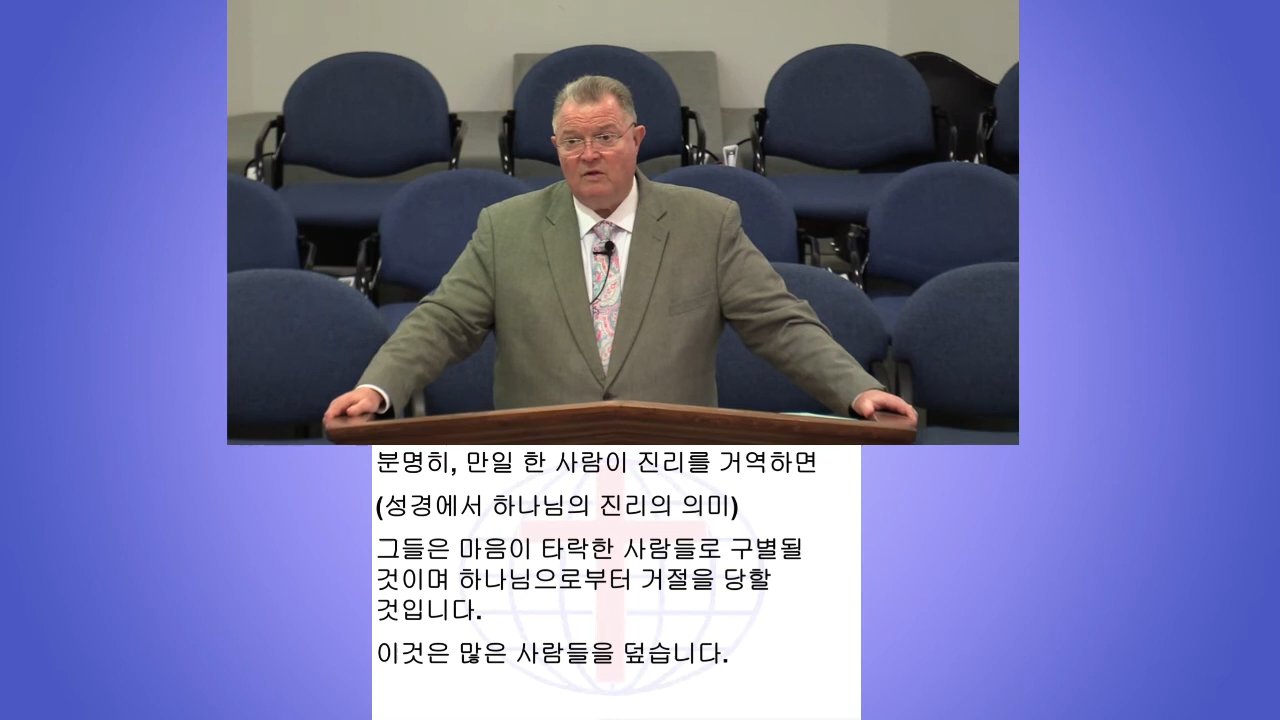 분명히, 만일 한 사람이 진리를 거역하면
(성경에서 하나님의 진리의 의미)
그들은 마음이 타락한 사람들로 구별될
것이며 하나님으로부터 거절을 당할
것입니다.
이것은 많은 사람들을 덮습니다.